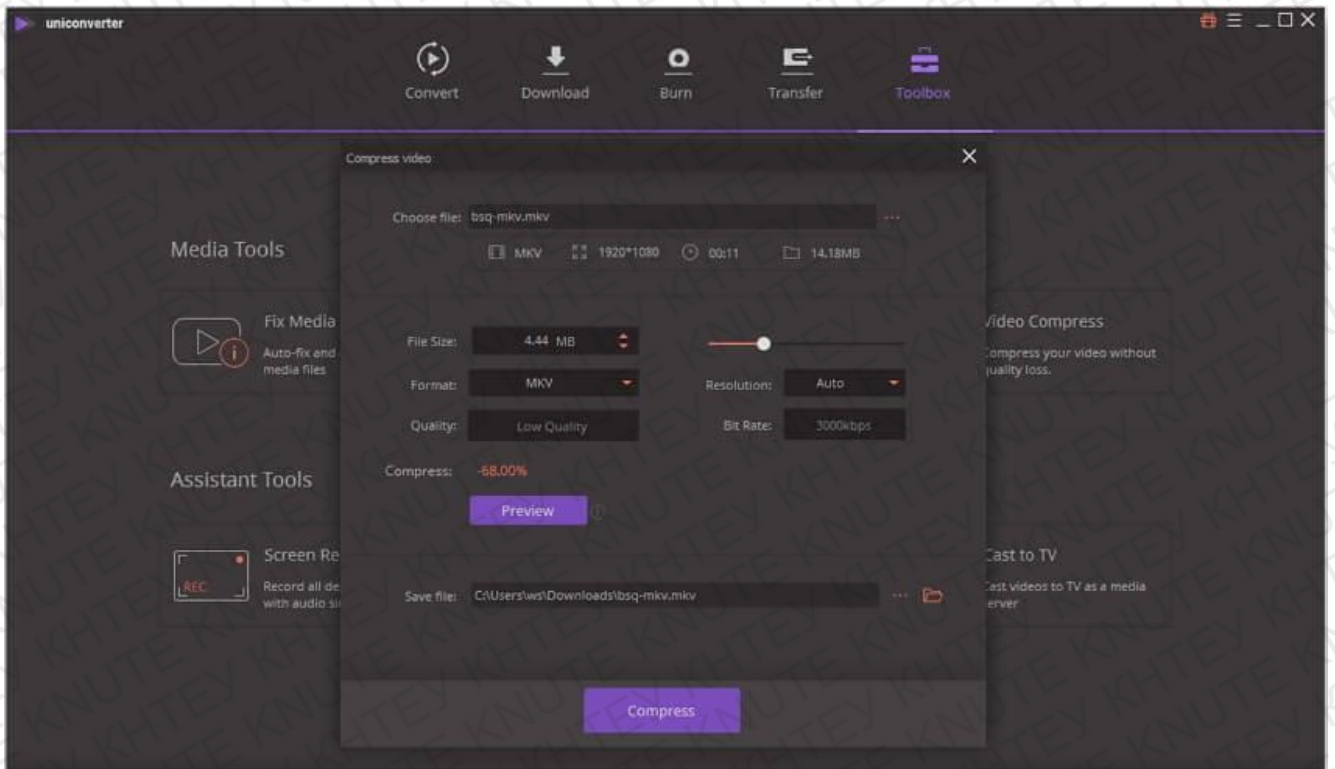 uniconverter
Convert
Download
Burn
Transfer
Toolbox
Compress video
Choose file: bsq-mkv.mkv ...
MKV 1920*1080 00:11 14.18MB
Media Tools
Fix Media
Auto-fix and
media files
Video Compress
Compress your video without
quality loss.
File Size: 4.44 MB
Format: MKV
Resolution: Auto
Quality: Low Quality
Bit Rate: 3000kbps
Compress: -68.00%
Preview
Assistant Tools
Screen Re
REC
Record all de
with audio si
Cast to TV
Cast videos to TV as a media
server
Save file: C:\Users\ws\Downloads\bsq-mkv.mkv ...
Compress
KNUTE KHTEY